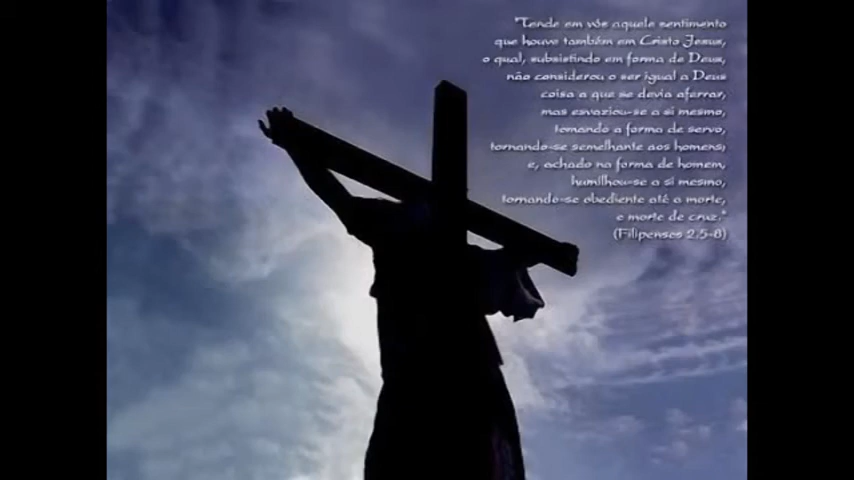 "Tende em vós aquele sentimento
que houve também em Cristo Jesus,
o qual, subsistindo em forma de Deus,
não considerou o ser igual a Deus
coisa a que se devia aferrar,
mas esvaziou-se a si mesmo,
tomando a forma de servo,
tornando-se semelhante aos homens;
e, achado na forma de homem,
humilhou-se a si mesmo,
tornando-se obediente até a morte,
e morte de cruz."
(Filipenses 2.5-8)